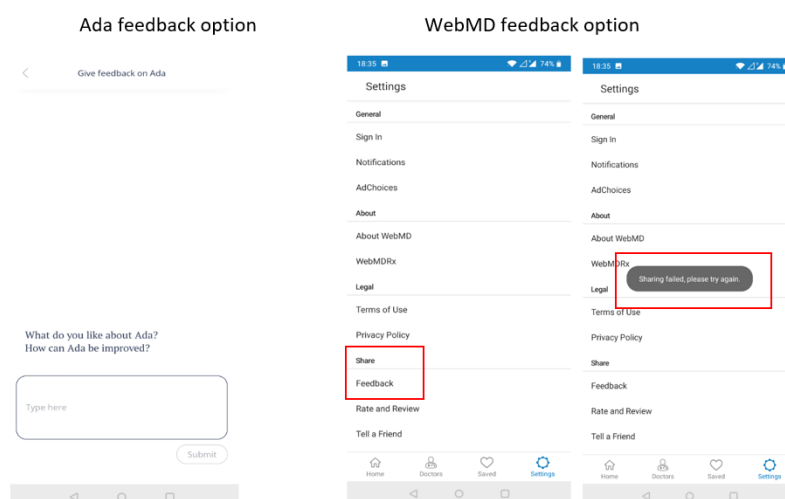 Ada feedback option
Give feedback on Ada
What do you like about Ada?
How can Ada be improved?
Type here
Submit
WebMD feedback option
18:35 74%
Settings
General
Sign In
Notifications
AdChoices
About
About WebMD
WebMDRx
Legal
Terms of Use
Privacy Policy
Share
Feedback
Rate and Review
Tell a Friend
Home Doctors Saved Settings
18:35 74%
Settings
General
Sign In
Notifications
AdChoices
About
About WebMD
WebMDRx
Sharing failed, please try again.
Legal
Terms of Use
Privacy Policy
Share
Feedback
Rate and Review
Tell a Friend
Home Doctors Saved Settings